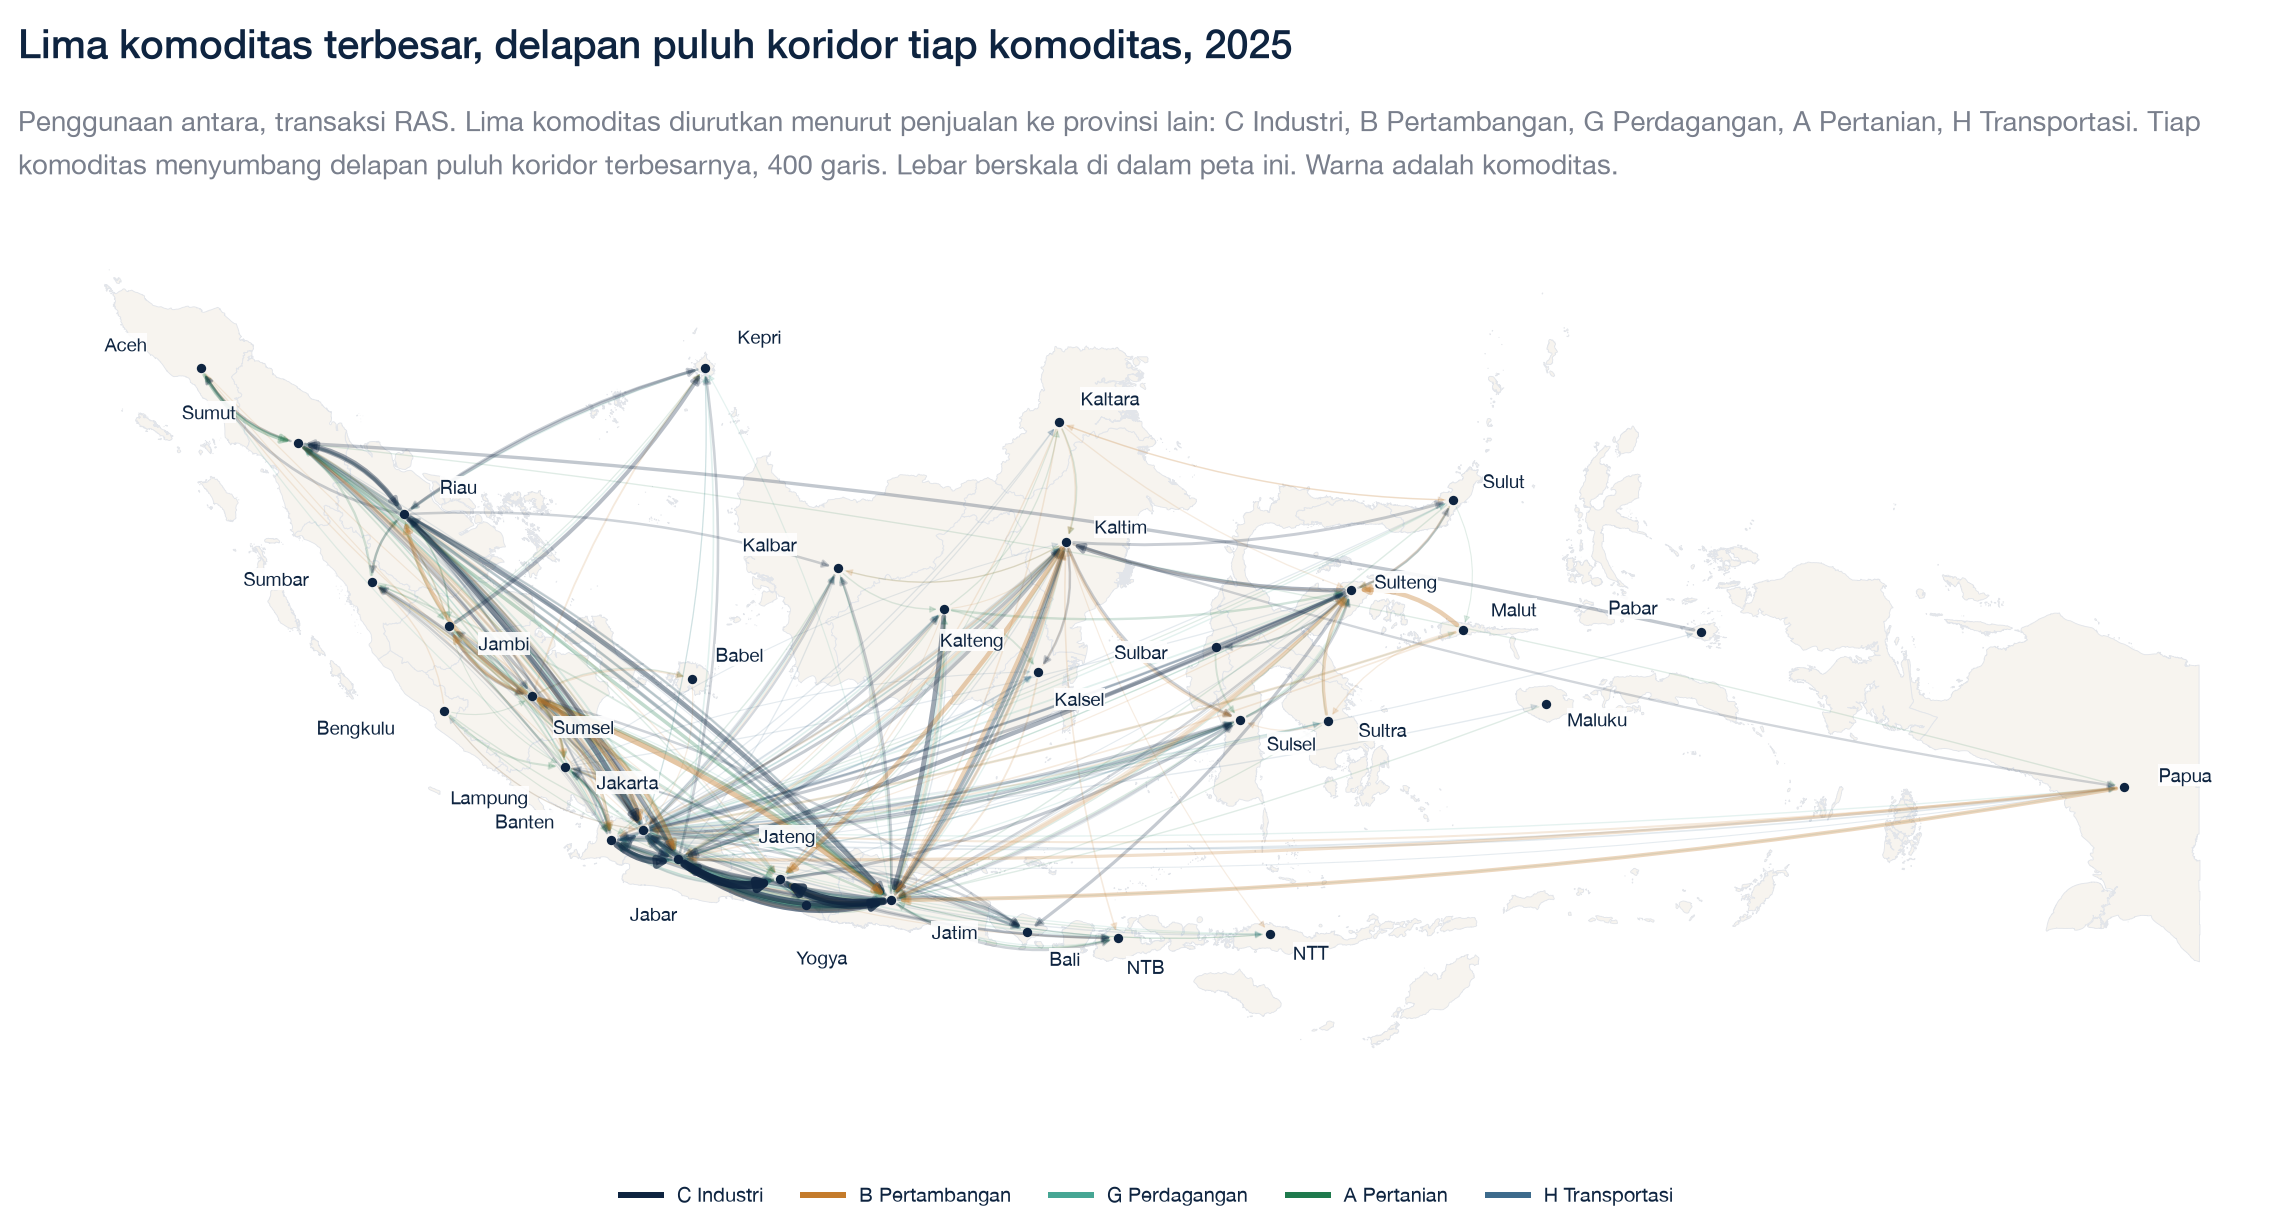 Lima komoditas terbesar, delapan puluh koridor tiap komoditas, 2025
Penggunaan antara, transaksi RAS. Lima komoditas diurutkan menurut penjualan ke provinsi lain: C Industri, B Pertambangan, G Perdagangan, A Pertanian, H Transportasi. Tiap
komoditas menyumbang delapan puluh koridor terbesarnya, 400 garis. Lebar berskala di dalam peta ini. Warna adalah komoditas.
Kepri
Aceh
Kaltara
Sumut
Sulut
Riau
Kaltim
Kalbar
Sumbar
Sulteng
Malut
Pabar
Jambi
Kalteng
Sulbar
Babel
Kalsel
Maluku
Bengkulu
Sumsel
Sultra
Sulsel
Papua
Jakarta
Lampung
Banten
Jateng
Jabar
Jatim
NTT
Yogya
Bali
NTB
C Industri
B Pertambangan
G Perdagangan
A Pertanian
H Transportasi